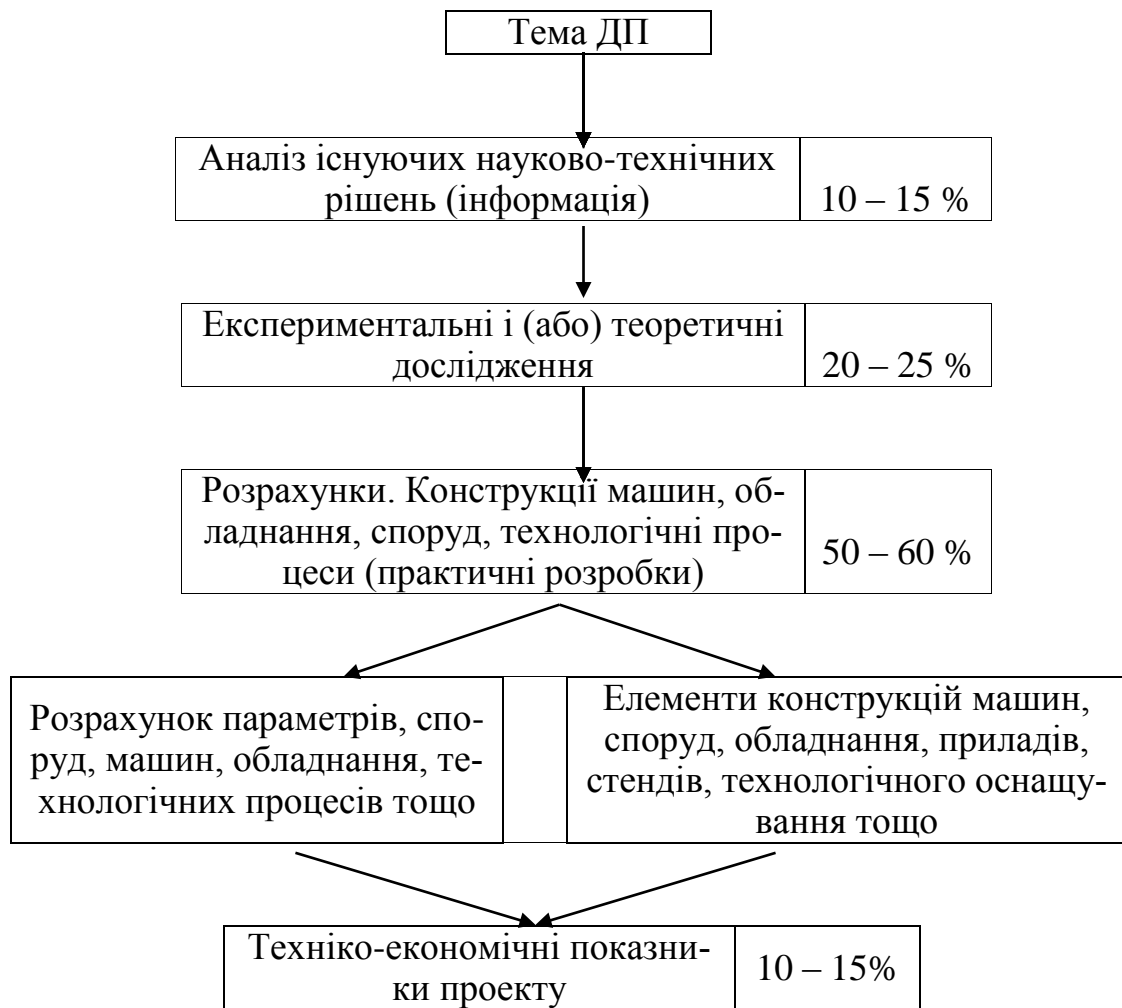 Тема ДП
Аналіз існуючих науково-технічних
рішень (інформація)
10 – 15 %
Експериментальні і (або) теоретичні
дослідження
20 – 25 %
Розрахунки. Конструкції машин, об-
ладнання, споруд, технологічні про-
цеси (практичні розробки)
50 – 60 %
Розрахунок параметрів, спо-
руд, машин, обладнання, те-
хнологічних процесів тощо
Елементи конструкцій машин,
споруд, обладнання, приладів,
стендів, технологічного оснащу-
вання тощо
Техніко-економічні показни-
ки проекту
10 – 15%